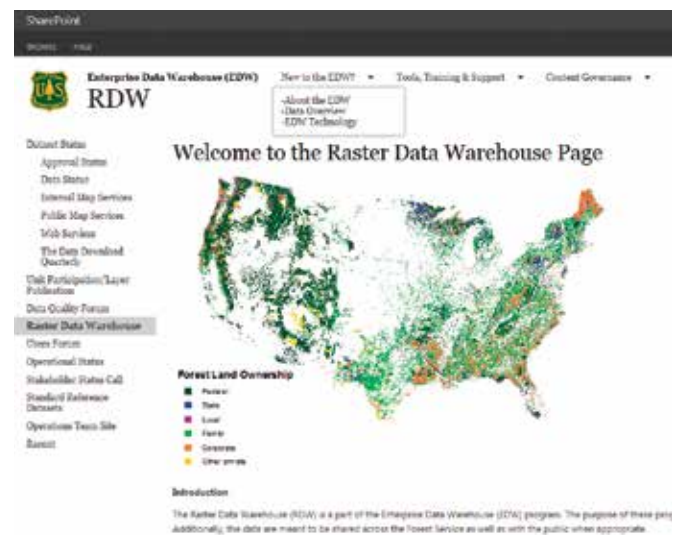 SharePoint
BROWSE PAGE
Enterprise Data Warehouse (EDW) New to the EDW? Tools, Training & Support Content Governance
RDW
-About the EDW
-Data Overview
-EDW Technology
Dataset Status
Approval Status
Data Status
Internal Map Services
Public Map Services
Web Services
The Data Download Quarterly
Unit Participation/Layer Publication
Data Quality Forum
Raster Data Warehouse
Users Forum
Operational Status
Stakeholder Status Call
Standard Reference Datasets
Operations Team Site
Recent
Welcome to the Raster Data Warehouse Page
Forest Land Ownership
Federal
State
Local
Family
Corporate
Other private
Introduction
The Raster Data Warehouse (RDW) is a part of the Enterprise Data Warehouse (EDW) program. The purpose of these
Additionally, the data are meant to be shared across the Forest Service as well as with the public when appropriate.